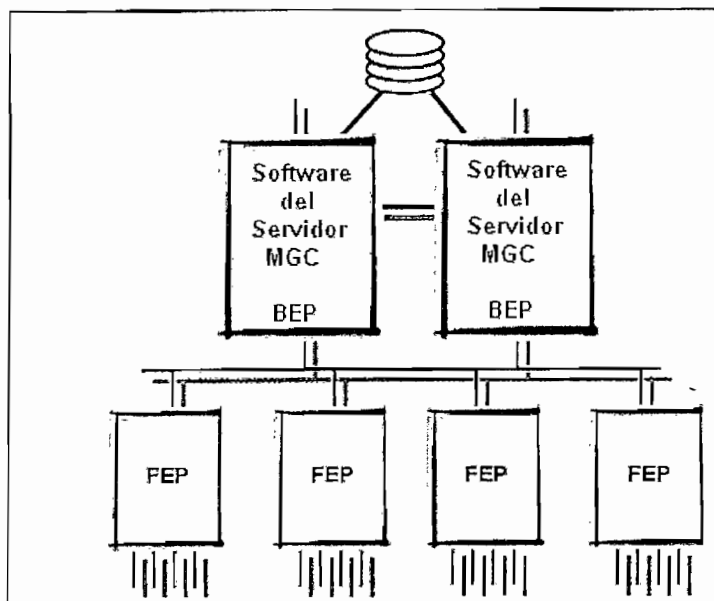 Software
del
Servidor
MGC
BEP
Software
del
Servidor
MGC
BEP
FEP
FEP
FEP
FEP